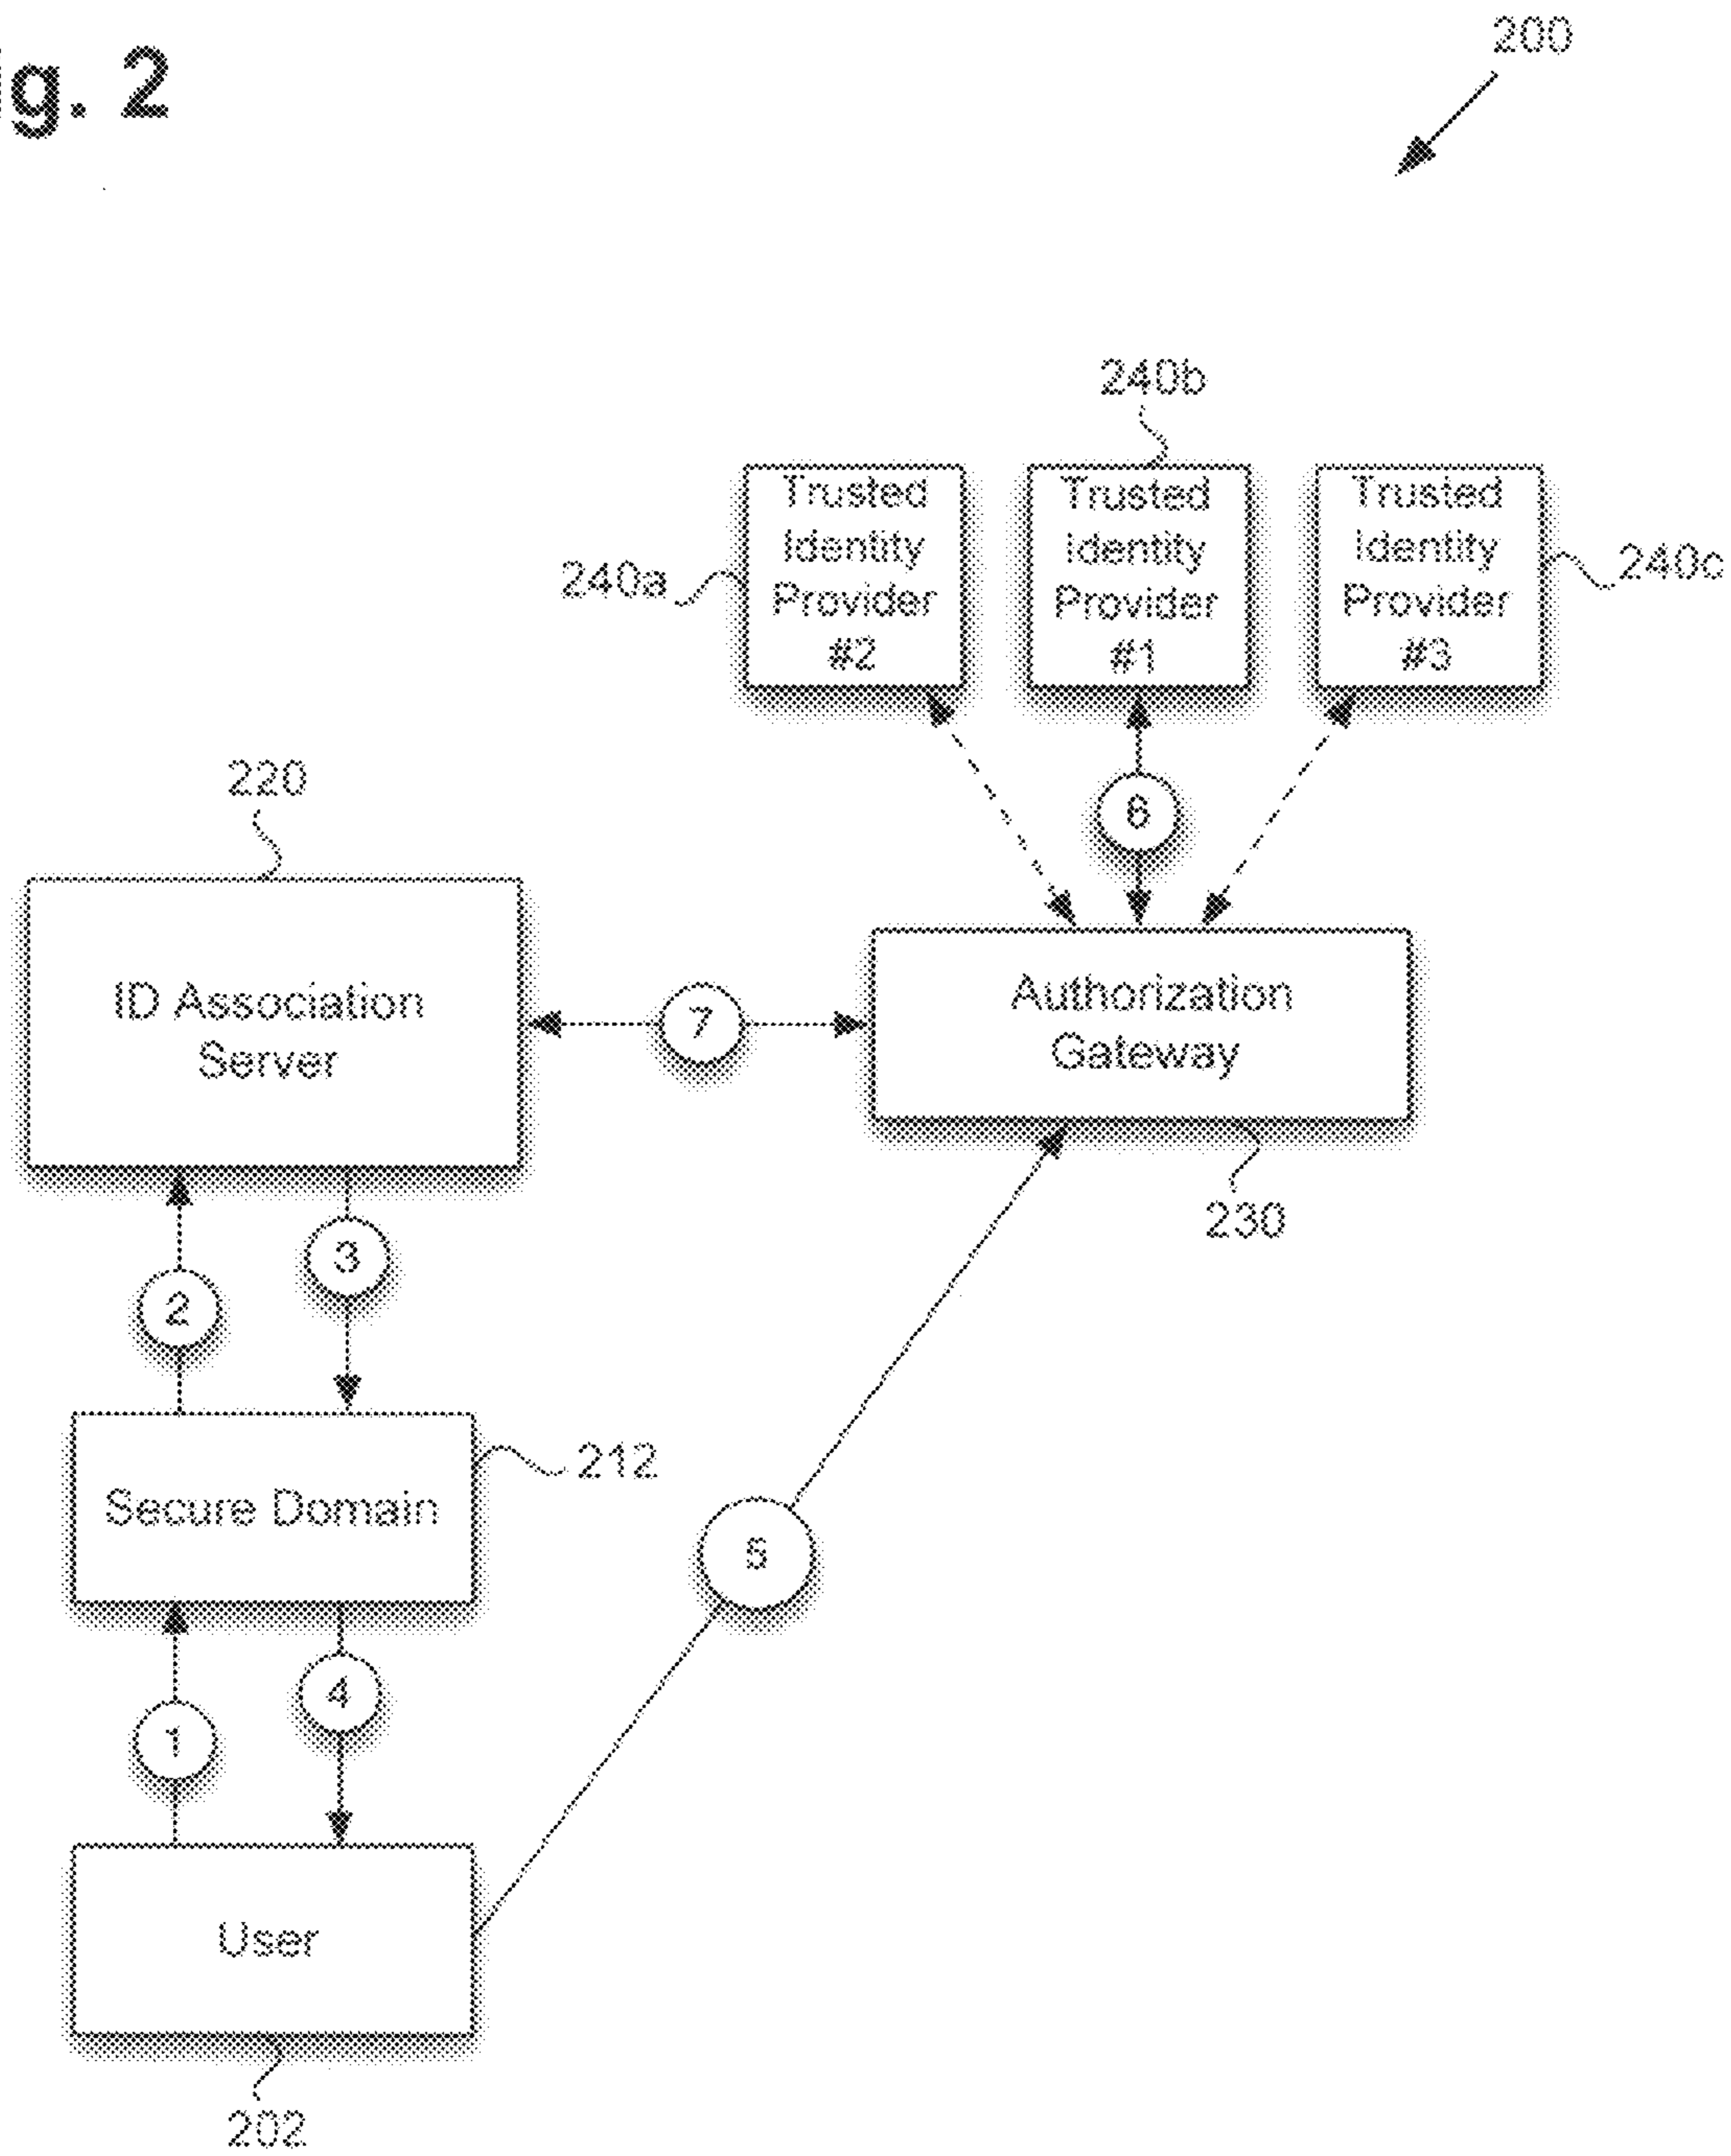 ig. 2
200
240b
Trusted
Identity
Provider
#2
Trusted
Identity
Provider
#1
Trusted
Identity
Provider
#3
240a
240c
6
220
ID Association
Server
7
Authorization
Gateway
230
3
2
212
Secure Domain
5
4
1
User
202